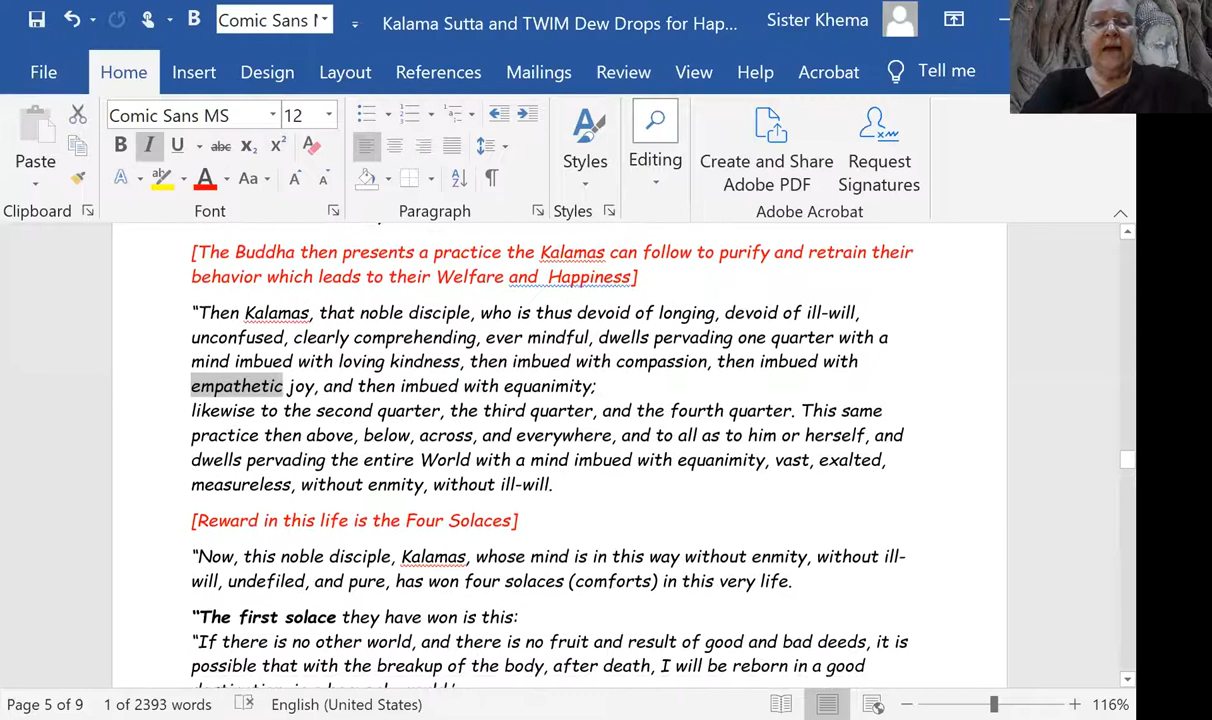 B Comic Sans M Kalama Sutta and TWIM Dew Drops for Hap... Sister Khema
File Home Insert Design Layout References Mailings Review View Help Acrobat Tell me
Comic Sans MS 12
B I U abc X2 X2
Paste Styles Editing Create and Share Adobe PDF Request Signatures
A ab A Aa A A
Clipboard Font Paragraph Styles Adobe Acrobat
[The Buddha then presents a practice the Kalamas can follow to purify and retrain their
behavior which leads to their Welfare and  Happiness]
"Then Kalamas, that noble disciple, who is thus devoid of longing, devoid of ill-will,
unconfused, clearly comprehending, ever mindful, dwells pervading one quarter with a
mind imbued with loving kindness, then imbued with compassion, then imbued with
empathetic joy, and then imbued with equanimity;
likewise to the second quarter, the third quarter, and the fourth quarter. This same
practice then above, below, across, and everywhere, and to all as to him or herself, and
dwells pervading the entire World with a mind imbued with equanimity, vast, exalted,
measureless, without enmity, without ill-will.
[Reward in this life is the Four Solaces]
"Now, this noble disciple, Kalamas, whose mind is in this way without enmity, without ill-
will, undefiled, and pure, has won four solaces (comforts) in this very life.
"The first solace they have won is this:
"If there is no other world, and there is no fruit and result of good and bad deeds, it is
possible that with the breakup of the body, after death, I will be reborn in a good
Page 5 of 9 1 of 2393 words English (United States) 116%